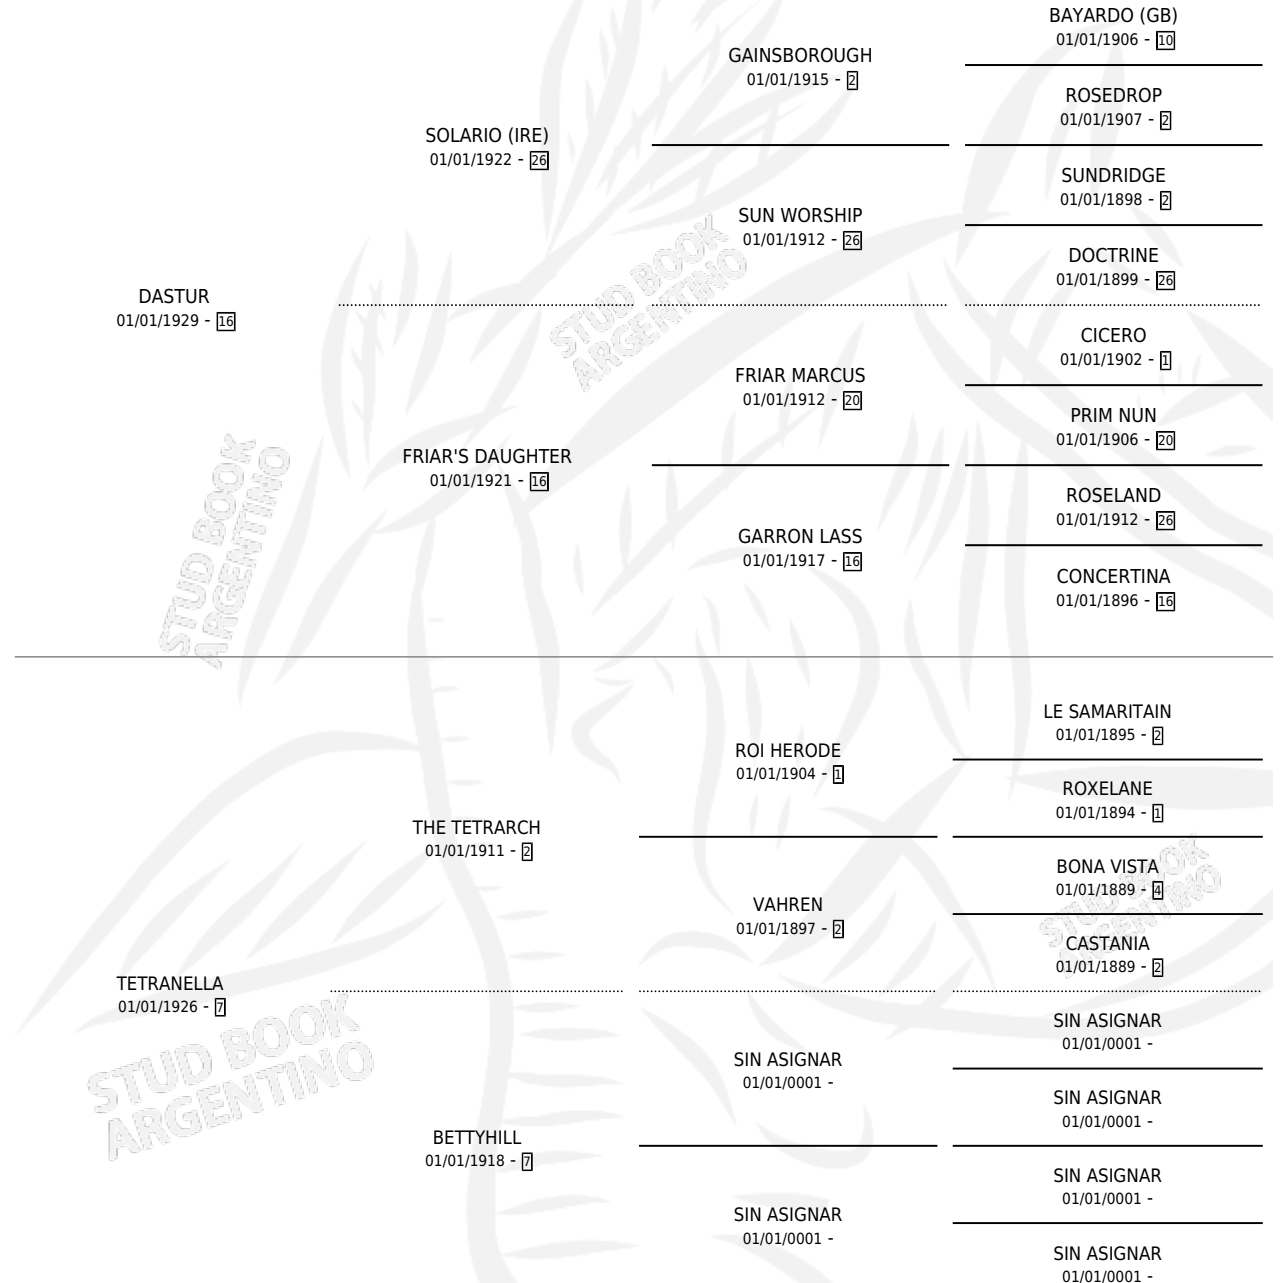 BAYARDO (GB)
01/01/1906 - 10
GAINSBOROUGH
01/01/1915 - 2
ROSEDROP
01/01/1907 - 2
SOLARIO (IRE)
01/01/1922 - 26
SUNDRIDGE
01/01/1898 - 2
SUN WORSHIP
01/01/1912 - 26
DOCTRINE
01/01/1899 - 26
DASTUR
01/01/1929 - 16
CICERO
01/01/1902 - 1
FRIAR MARCUS
01/01/1912 - 20
PRIM NUN
01/01/1906 - 20
FRIAR'S DAUGHTER
01/01/1921 - 16
ROSELAND
01/01/1912 - 26
GARRON LASS
01/01/1917 - 16
CONCERTINA
01/01/1896 - 16
LE SAMARITAIN
01/01/1895 - 2
ROI HERODE
01/01/1904 - 1
ROXELANE
01/01/1894 - 1
THE TETRARCH
01/01/1911 - 2
BONA VISTA
01/01/1889 - 4
VAHREN
01/01/1897 - 2
CASTANIA
01/01/1889 - 2
TETRANELLA
01/01/1926 - 7
SIN ASIGNAR
01/01/0001 -
SIN ASIGNAR
01/01/0001 -
SIN ASIGNAR
01/01/0001 -
BETTYHILL
01/01/1918 - 7
SIN ASIGNAR
01/01/0001 -
SIN ASIGNAR
01/01/0001 -
SIN ASIGNAR
01/01/0001 -
STUD BOOK
ARGENTINO
STUD BOOK
ARGENTINO
STUD BOOK
ARGENTINO
STUD BOOK
ARGENTINO